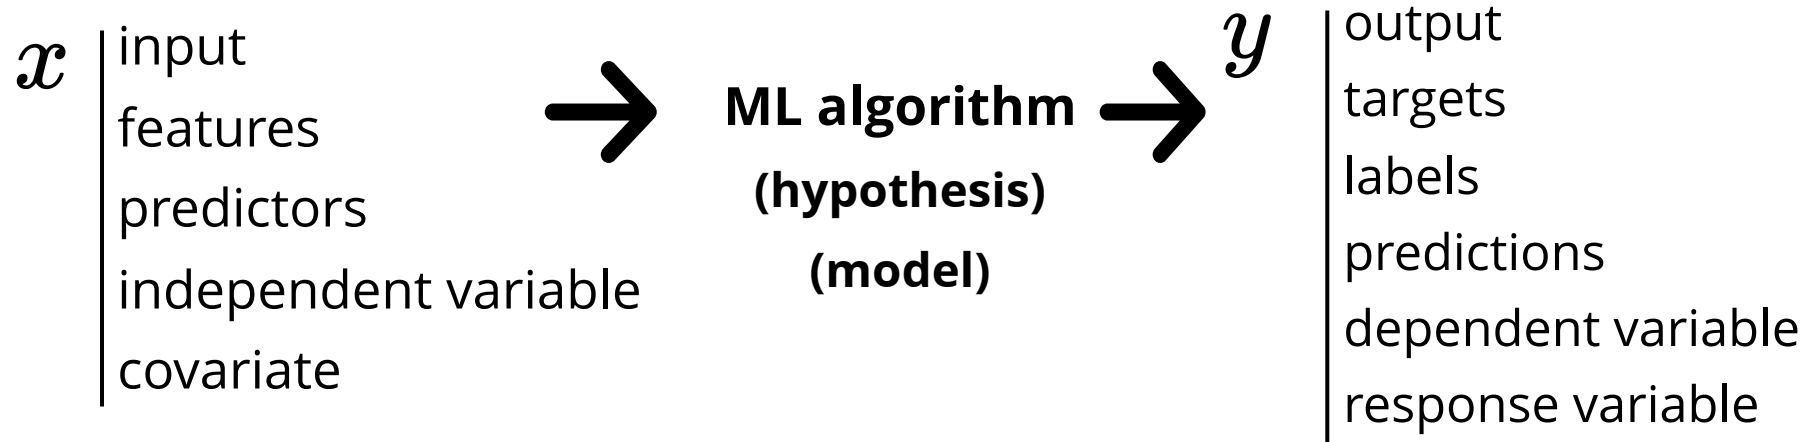 x
input
features
predictors
independent variable
covariate
ML algorithm
(hypothesis)
(model)
y
output
targets
labels
predictions
dependent variable
response variable